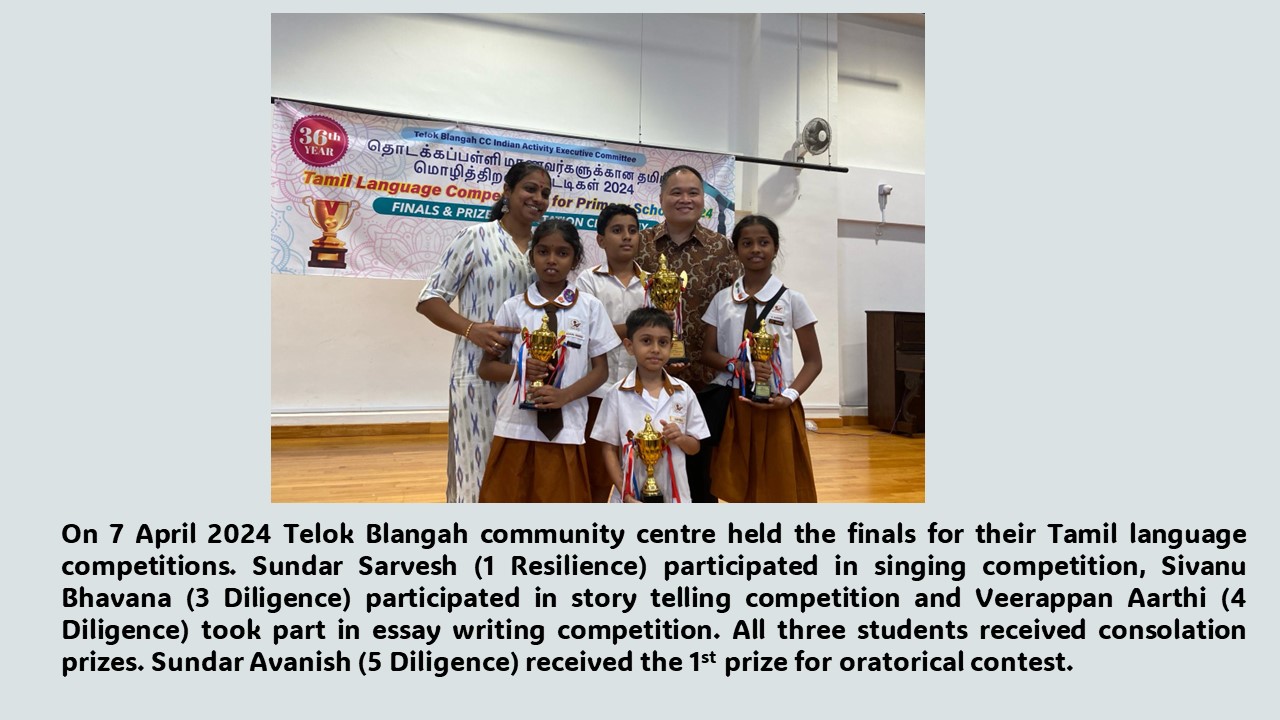 36th
YEAR
Telok Blangah CC Indian Activity Executive Committee
தொடக்கப்பள்ளி மாணவர்களுக்கான
மொழித்திற 2024
Tamil Language for Primary
FINALS &
V
On 7 April 2024 Telok Blangah community centre held the finals for their Tamil language
competitions. Sundar Sarvesh (1 Resilience) participated in singing competition, Sivanu
Bhavana (3 Diligence) participated in story telling competition and Veerappan Aarthi (4
Diligence) took part in essay writing competition. All three students received consolation
prizes. Sundar Avanish (5 Diligence) received the 1st prize for oratorical contest.